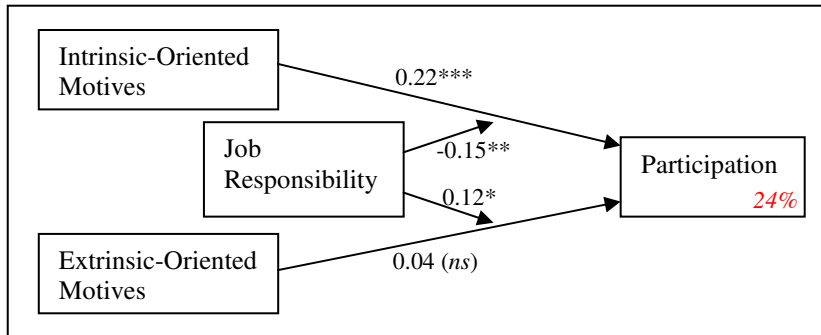 Intrinsic-Oriented
Motives
0.22***
Job
Responsibility
-0.15**
0.12*
Participation
24%
Extrinsic-Oriented
Motives
0.04 (ns)